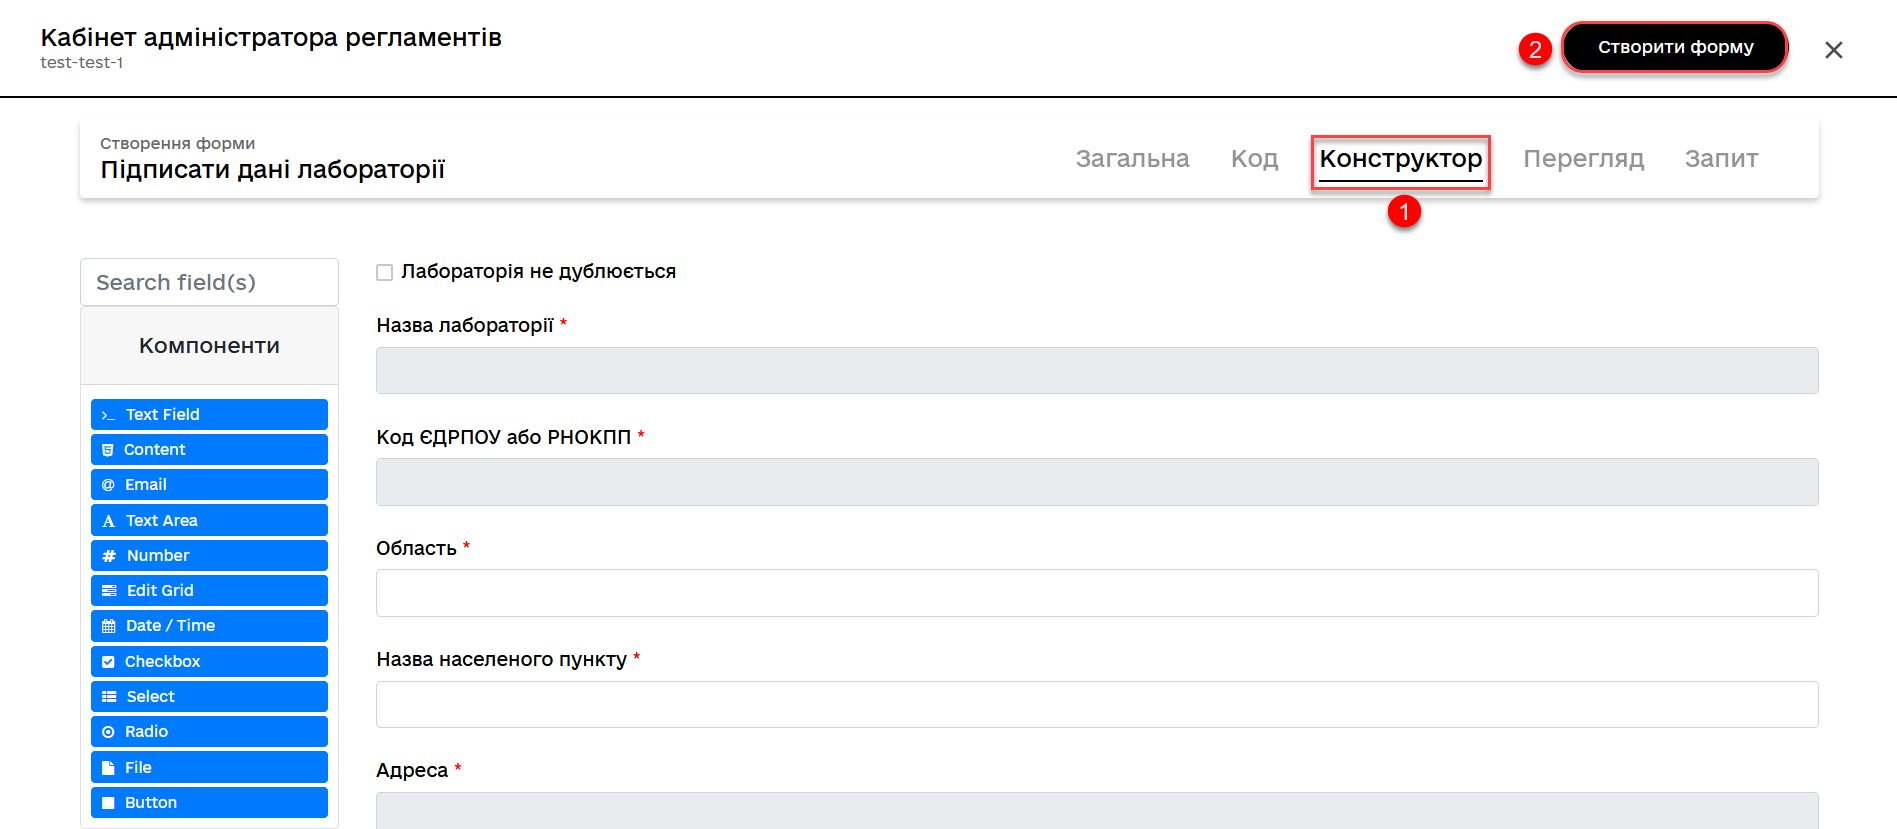 Кабінет адміністратора регламентів
test-test-1
2
Створити форму
Створення форми
Підписати дані лабораторії
Загальна
Код
Конструктор
Перегляд
Запит
1
Search field(s)
Компоненти
Text Field
Content
Email
Text Area
Number
Edit Grid
Date / Time
Checkbox
Select
Radio
File
Button
Лабораторія не дублюється
Назва лабораторії *
Код ЄДРПОУ або РНОКПП *
Область *
Назва населеного пункту *
Адреса *